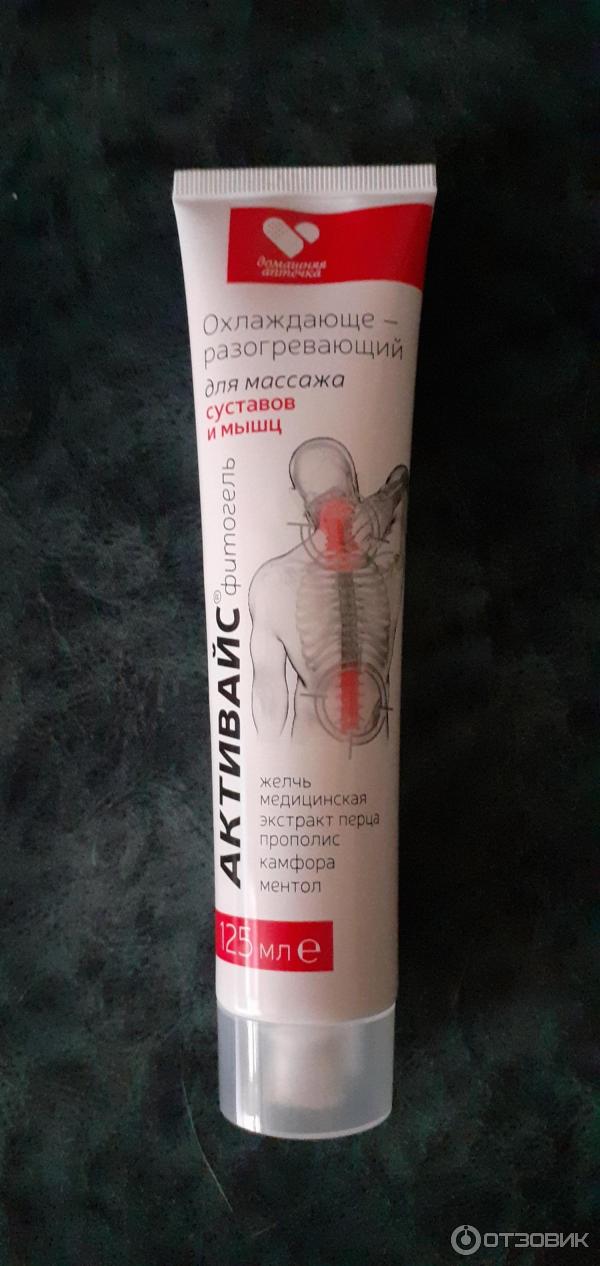 домашняя
аптечка
Охлаждающе –
разогревающий
для массажа
суставов
и мышц
АКТИВАЙС® фитогель
желчь
медицинская
экстракт перца
прополис
камфора
ментол
125 мл e
ОТЗОВИК